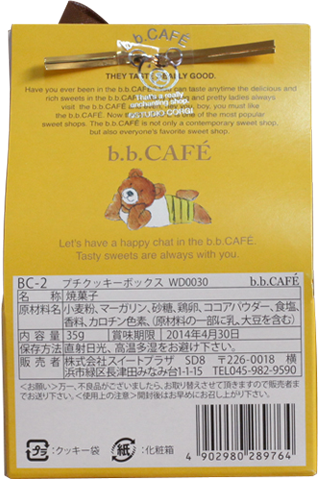 b.b.CAFÉ
THEY TASTE REALLY GOOD.
Have you ever been in the b.b.CAFÉ. You can taste anytime the delicious and
rich sweets in the b.b.CAFÉ. and pretty ladies always
visit the b.b. boy, you must like
the b.b.CAFÉ. Now of the most popular
sweet shops. The b.b.CAFÉ is not only a contemporary sweet shop,
but also everyone's favorite sweet shop.
b.b.CAFÉ
Let's have a happy chat in the b.b.CAFÉ.
Tasty sweets are always with you.
BC-2 プチクッキーボックス WD0030 b.b.CAFÉ
名称 焼菓子
原材料名 小麦粉、マーガリン、砂糖、鶏卵、ココアパウダー、食塩、
香料、カロチン色素、(原材料の一部に乳、大豆を含む)
内容量 35g 賞味期限 2014年4月30日
保存方法 直射日光、高温多湿をお避け下さい。
販売者 株式会社スイートプラザ SD8 〒226-0018 横
浜市緑区長津田みなみ台1-1-15 TEL045-982-9590
<お願い>万一、不良品がございましたら、お取り替えさせて頂きますので販売者ま
でお送り下さい。<使用上の注意>開封後はお早めにお召し上がり下さい。
プラ :クッキー袋 紙 :化粧箱
4 902980 289764